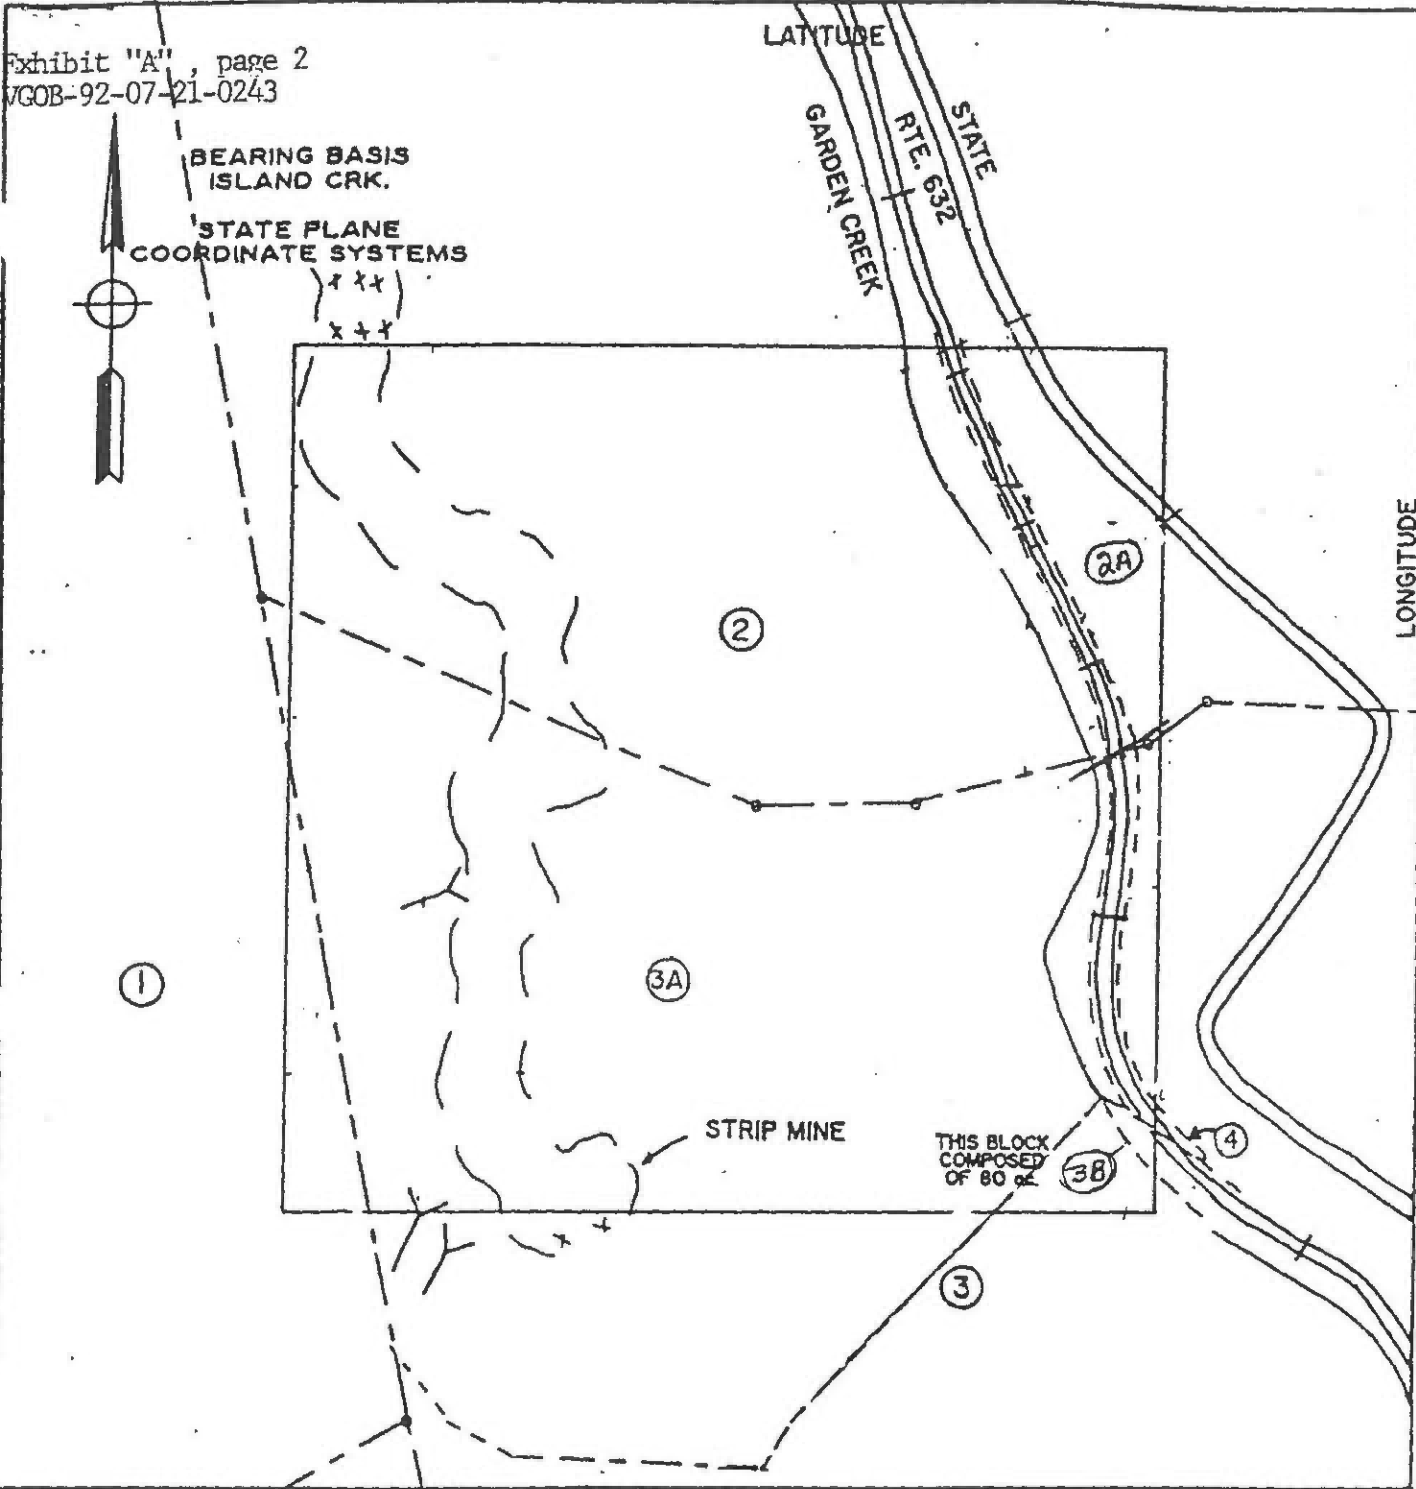 Exhibit "A", page 2
VGOB-92-07-21-0243
LATITUDE
BEARING BASIS
ISLAND CRK.
STATE PLANE
COORDINATE SYSTEMS
GARDEN CREEK
RTE. 632
STATE
LONGITUDE
2A
2
1
3A
STRIP MINE
THIS BLOCK
COMPOSED
OF 80 ac.
3B
4
3